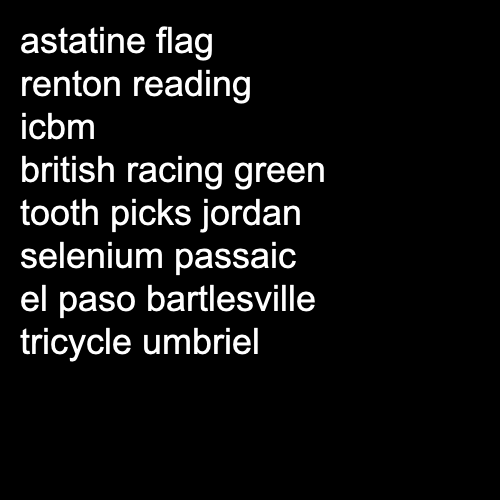 astatine flag
renton reading
icbm
british racing green
tooth picks jordan
selenium passaic
el paso bartlesville
tricycle umbriel